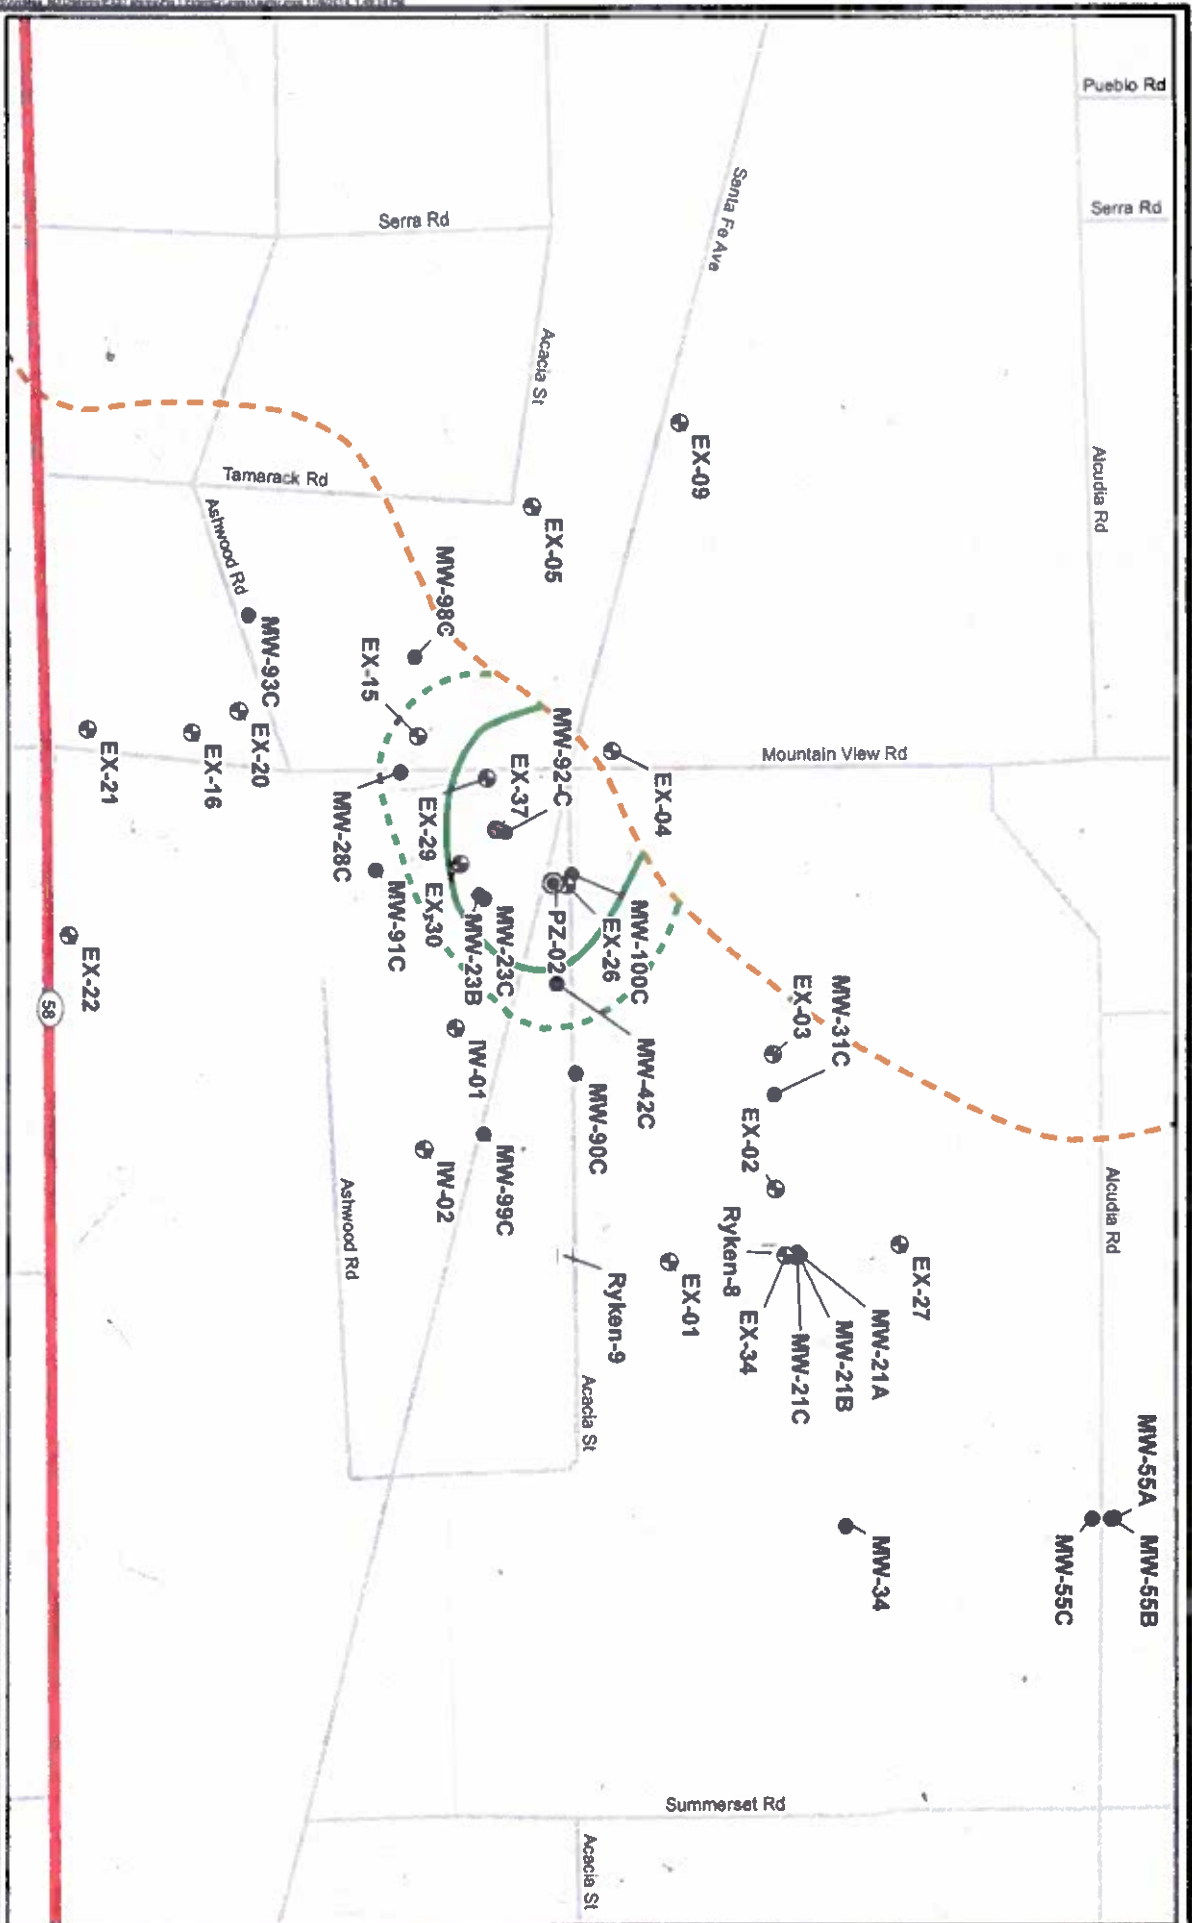 Pueblo Rd
Serra Rd
Serra Rd
Santa Fe Ave
Acacia St
Alcudia Rd
EX-09
Tamarack Rd
EX-05
Ashwood Rd
MW-98C
MW-93C
EX-15
EX-20
EX-16
EX-21
MW-92-C
EX-37
EX-04
Mountain View Rd
EX-29
MW-28C
EX-30
MW-91C
MW-23C
MW-23B
PZ-02
EX-26
MW-100C
EX-22
58
EX-03
MW-31C
IW-01
MW-42C
MW-90C
EX-02
IW-02
MW-99C
Ashwood Rd
Alcudia Rd
Ryken-8
EX-27
EX-01
Ryken-9
EX-34
MW-21C
MW-21B
MW-21A
Acacia St
MW-55A
MW-55B
MW-55C
MW-34
Summerset Rd
Acacia St